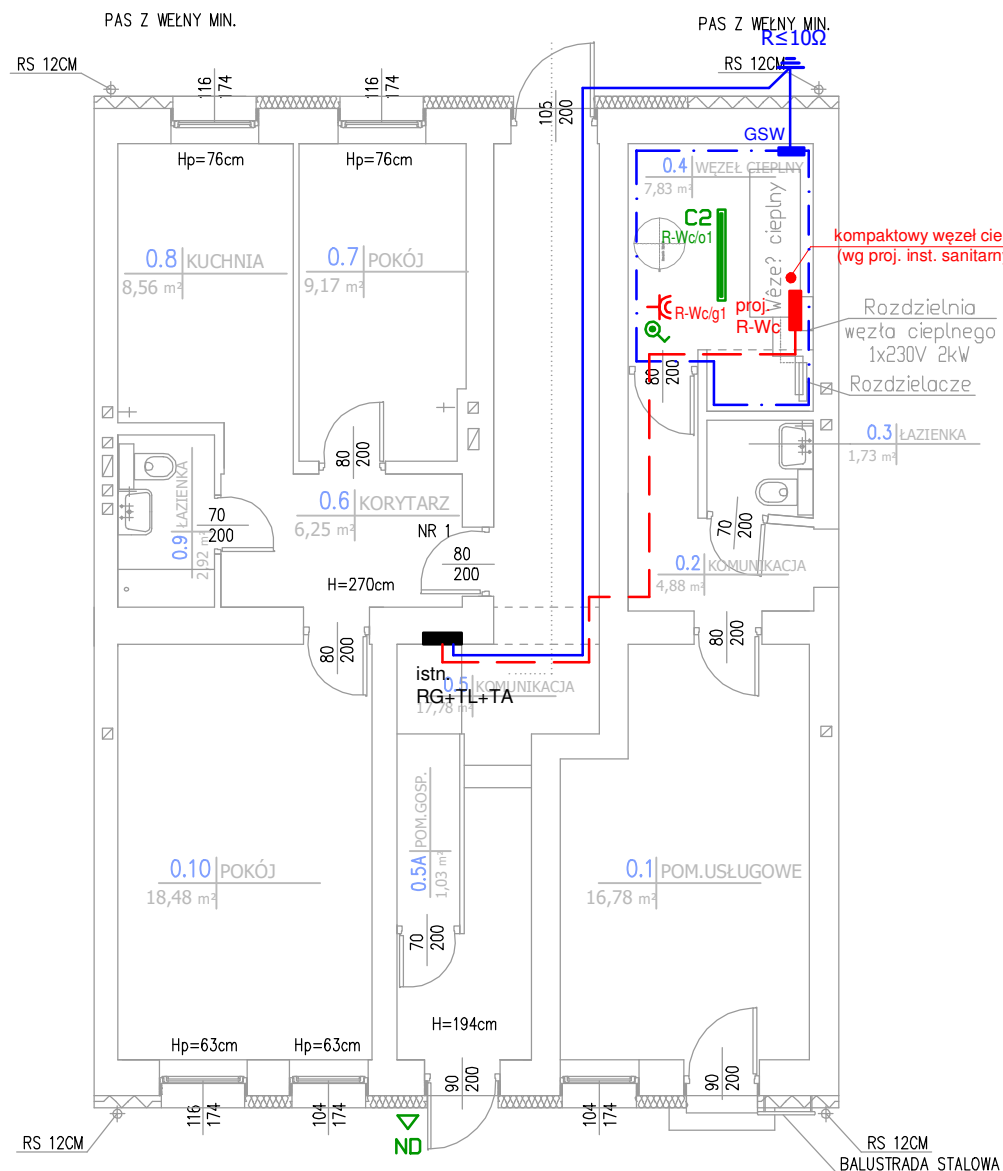 PAS Z WEŁNY MIN.
PAS Z WEŁNY MIN.
R≤10Ω
RS 12CM
RS 12CM
116
174
116
174
105
200
GSW
Hp=76cm
Hp=76cm
0.4 WĘZEŁ CIEPLNY
7,83 m²
C2
R-Wc/o1
Węze? cieplny
kompaktowy węzeł cie
(wg proj. inst. sanitarn
0.8 KUCHNIA
8,56 m²
0.7 POKÓJ
9,17 m²
R-Wc/g1
proj.
R-Wc
Rozdzielnia
węzła cieplnego
1x230V 2kW
Rozdzielacze
80
200
0.3 ŁAZIENKA
1,73 m²
80
200
0.9 ŁAZIENKA
2,92 m²
70
200
0.6 KORYTARZ
6,25 m²
NR 1
80
200
70
200
0.2 KOMUNIKACJA
4,88 m²
H=270cm
80
200
80
200
istn.
RG+TL+TA
0.5 KOMUNIKACJA
17,78 m²
0.5A POM.GOSP.
1,03 m²
0.10 POKÓJ
18,48 m²
0.1 POM.USŁUGOWE
16,78 m²
70
200
H=194cm
Hp=63cm
Hp=63cm
90
200
90
200
116
174
104
174
104
174
ND
RS 12CM
RS 12CM
BALUSTRADA STALOWA